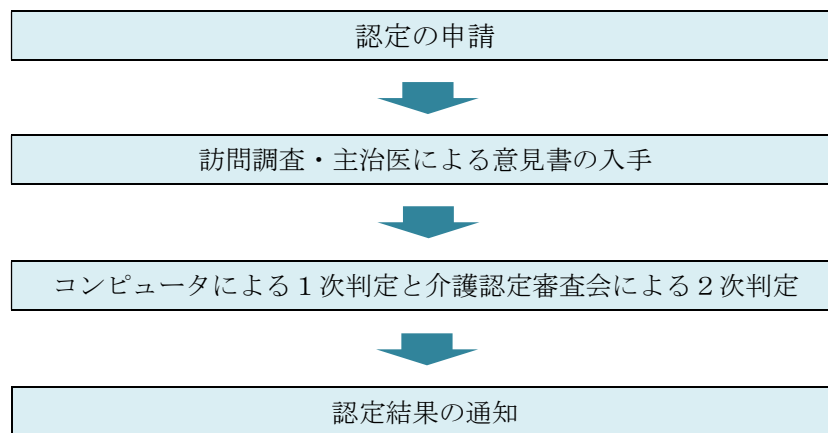 認定の申請
訪問調査・主治医による意見書の入手
コンピュータによる１次判定と介護認定審査会による２次判定
認定結果の通知